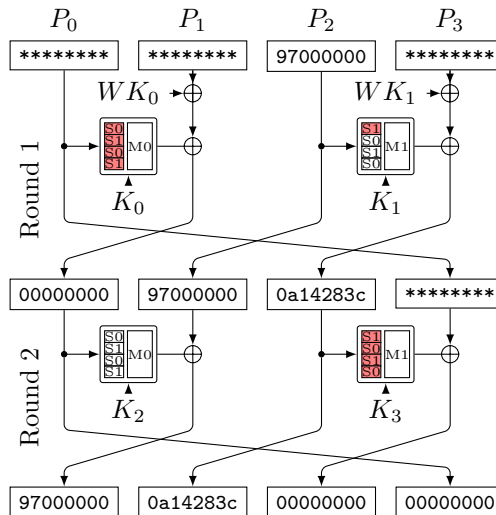 P₀ P₁ P₂ P₃
******** ******** 97000000 ********
WK₀ WK₁
Round 1
S0 S1
S1 S0
S0 S1
S1 S0
M0 M1
K₀ K₁
00000000 97000000 0a14283c ********
Round 2
S0 S1
S1 S0
S0 S1
S1 S0
M0 M1
K₂ K₃
97000000 0a14283c 00000000 00000000